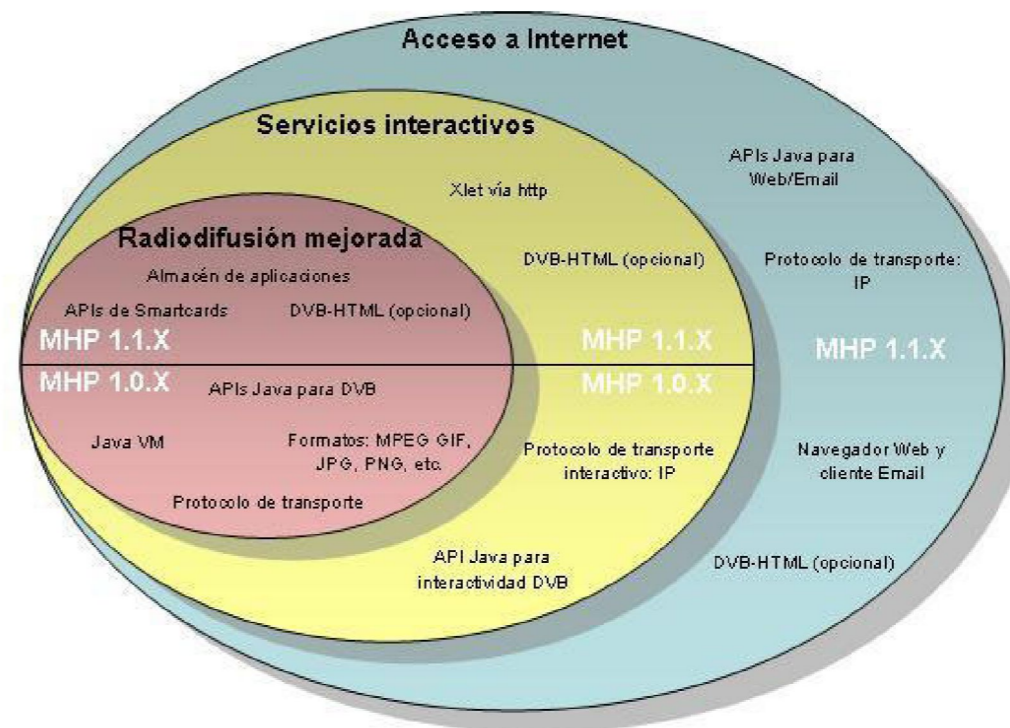 Acceso a Internet
Servicios interactivos
APIs Java para
Web/Email
Xlet vía http
Radiodifusión mejorada
Almacén de aplicaciones
DVB-HTML (opcional)
Protocolo de transporte:
IP
APIs de Smartcards
DVB-HTML (opcional)
MHP 1.1.X
MHP 1.1.X
MHP 1.1.X
MHP 1.0.X
MHP 1.0.X
APIs Java para DVB
Java VM
Formatos: MPEG GIF,
JPG, PNG, etc.
Protocolo de transporte
interactivo: IP
Navegador Web y
cliente Email
Protocolo de transporte
API Java para
interactividad DVB
DVB-HTML (opcional)